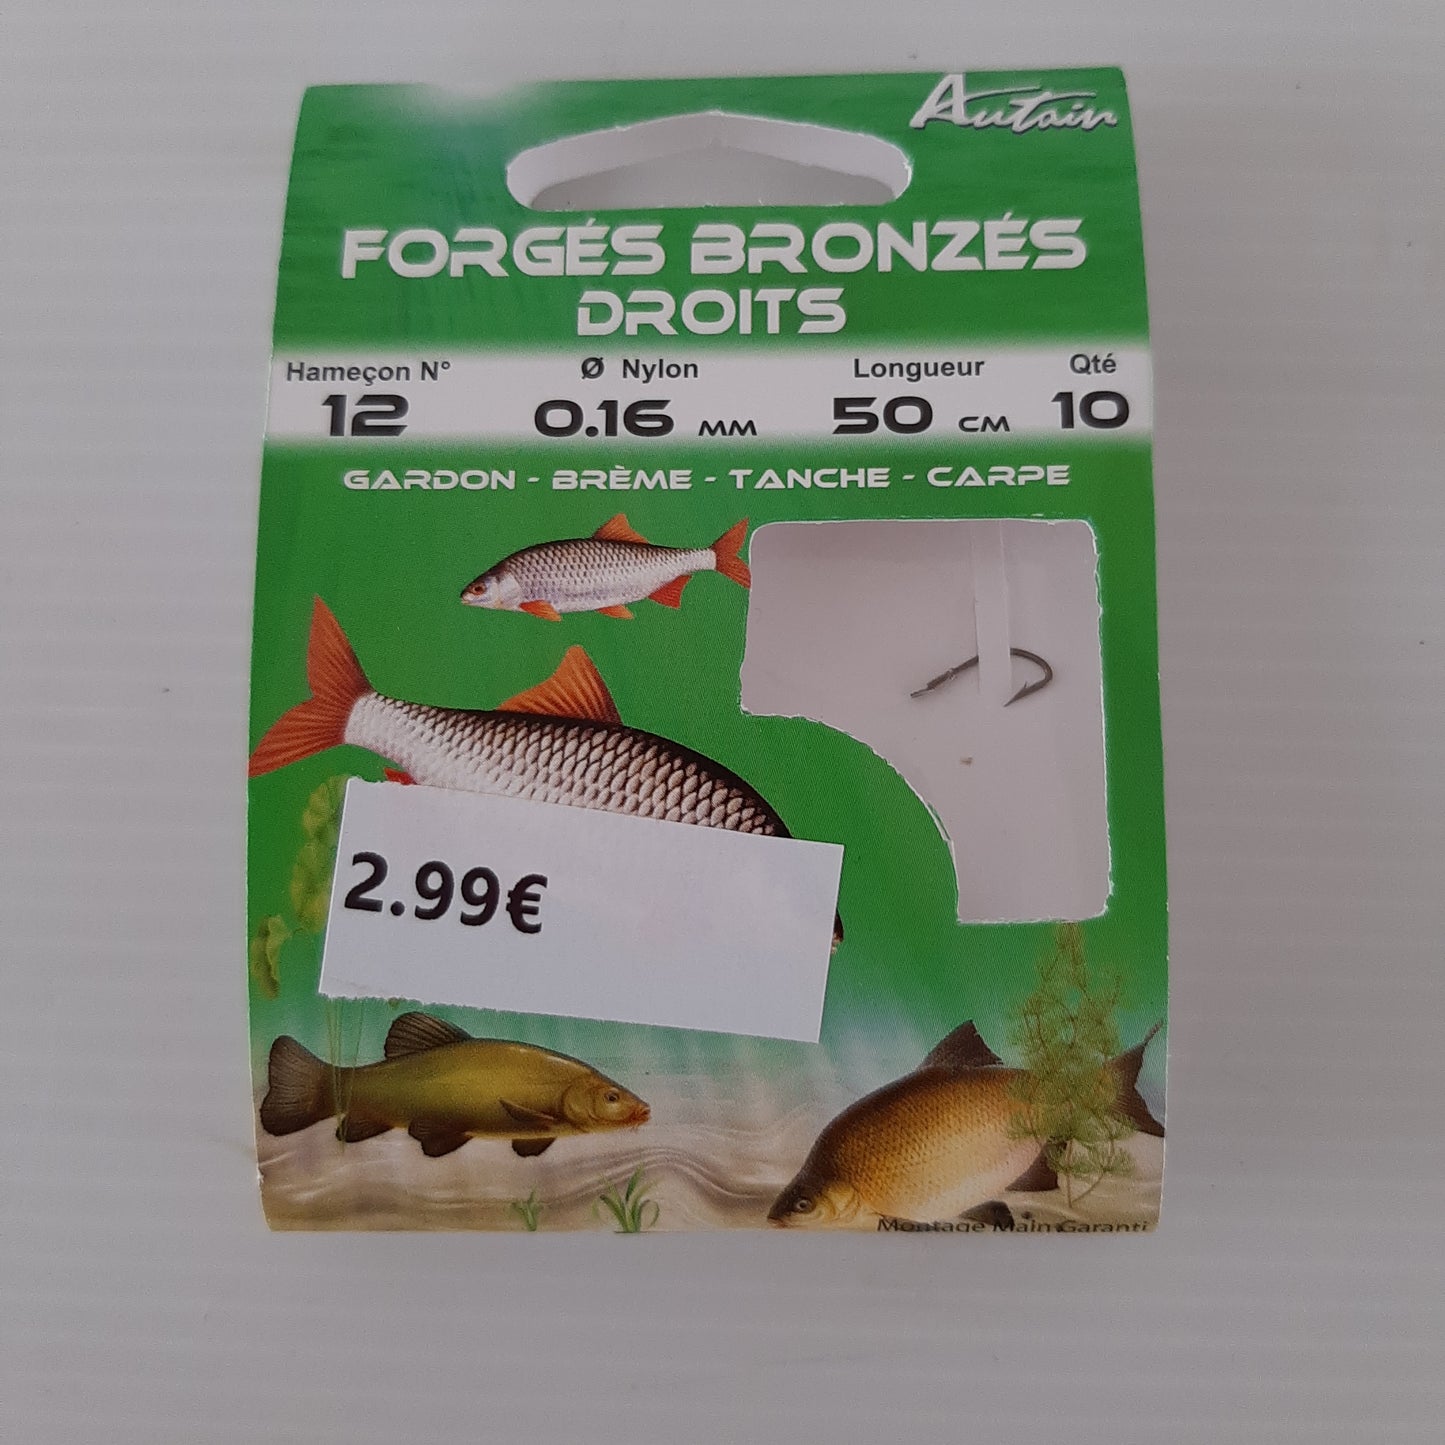 Autain
FORGÉS BRONZÉS
DROITS
Hameçon N° Ø Nylon Longueur Qté
12 0.16 MM 50 CM 10
GARDON - BRÈME - TANCHE - CARPE
2.99€
Montage Main Garanti